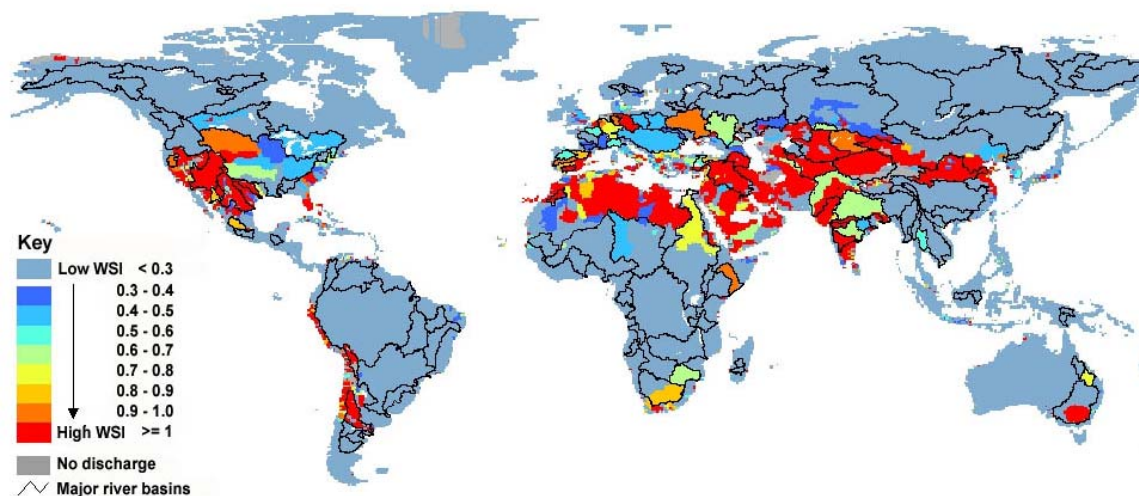 Key
Low WSI < 0.3
0.3 - 0.4
0.4 - 0.5
0.5 - 0.6
0.6 - 0.7
0.7 - 0.8
0.8 - 0.9
0.9 - 1.0
High WSI >= 1
No discharge
Major river basins